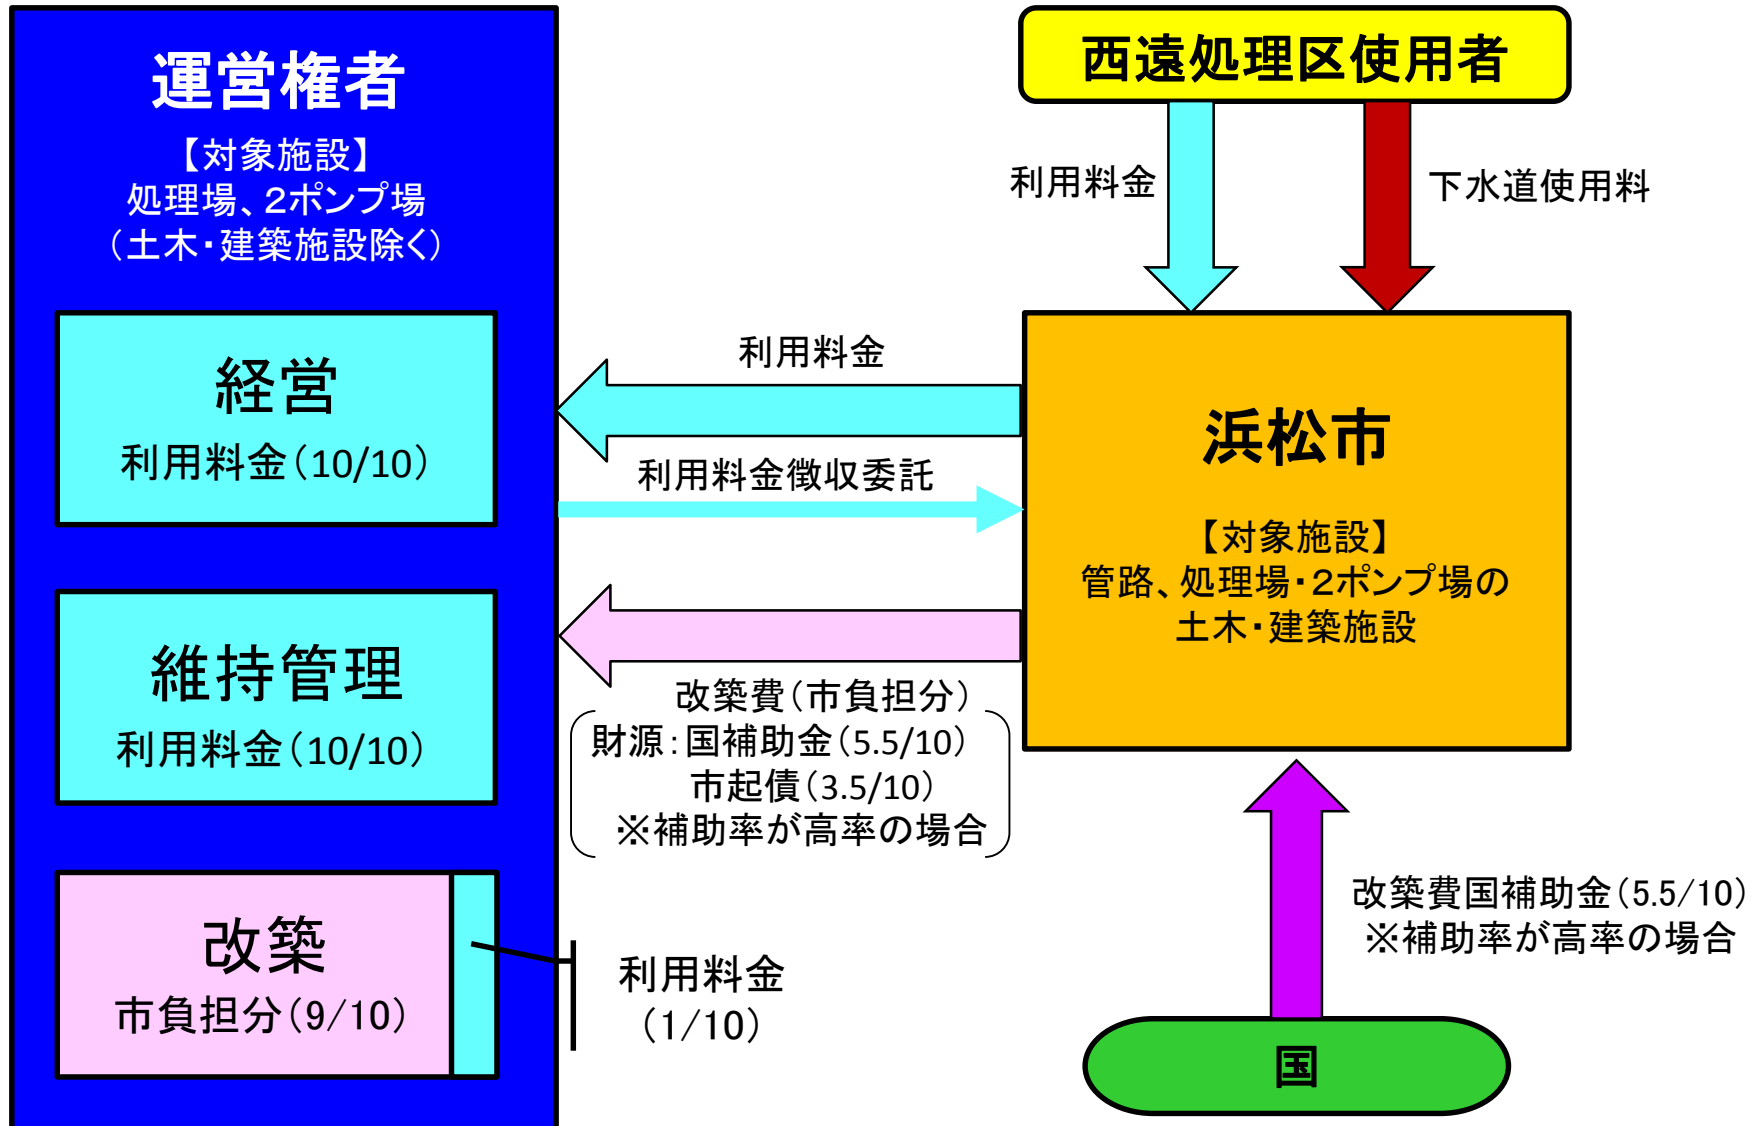 運営権者
【対象施設】
処理場、2ポンプ場
（土木・建築施設除く）
経営
利用料金（10/10）
維持管理
利用料金（10/10）
改築
市負担分（9/10）
利用料金
（1/10）
西遠処理区使用者
利用料金
下水道使用料
利用料金
利用料金徴収委託
改築費（市負担分）
財源：国補助金（5.5/10）
市起債（3.5/10）
※補助率が高率の場合
浜松市
【対象施設】
管路、処理場・2ポンプ場の
土木・建築施設
改築費国補助金（5.5/10）
※補助率が高率の場合
国